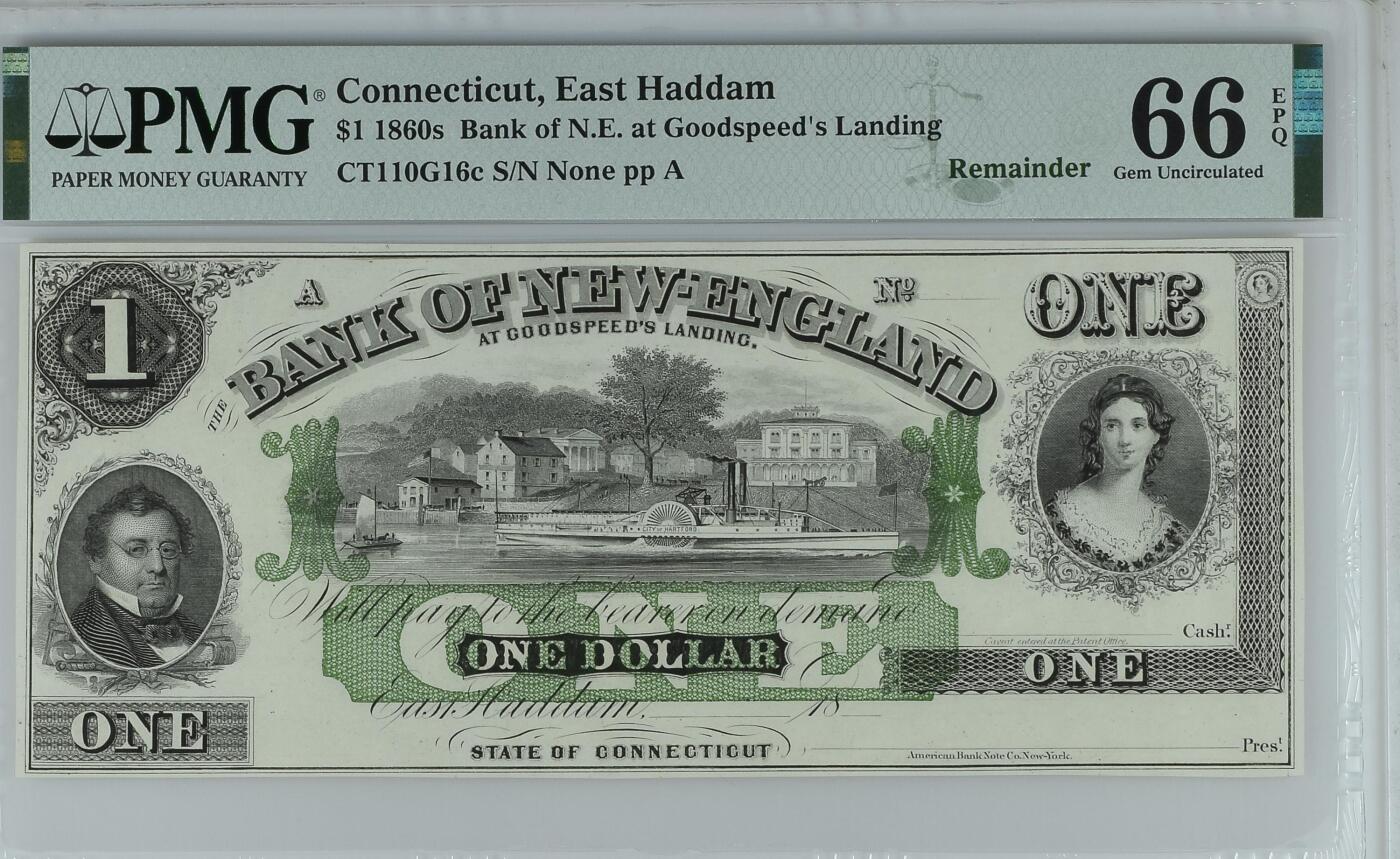 PMG®
PAPER MONEY GUARANTY
Connecticut, East Haddam
$1 1860s Bank of N.E. at Goodspeed's Landing
CT110G16c S/N None pp A
Remainder
66
EPQ
Gem Uncirculated
1
A
Nº
ONE
THE BANK OF NEW-ENGLAND
AT GOODSPEED'S LANDING.
1
1
CITY OF HARTFORD
Will pay to the bearer on demand
ONE
ONE DOLLAR
East Haddam, 18
STATE OF CONNECTICUT
ONE
Cash.r
Caveat entered at the Patent Office.
ONE
American Bank Note Co. New-York.
Pres.t